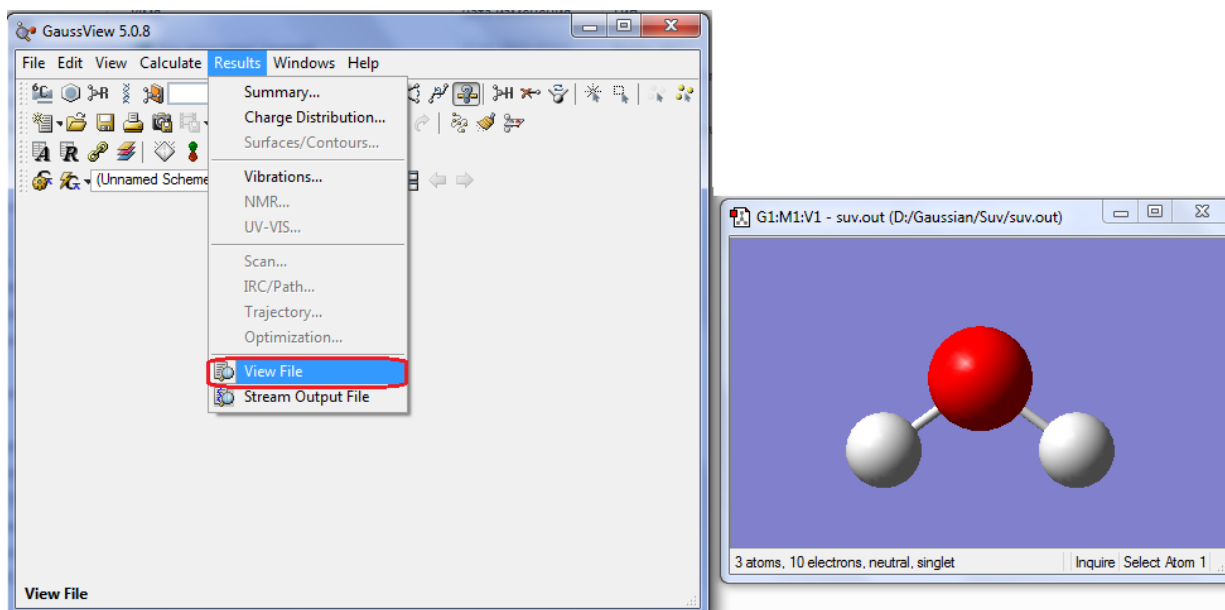 GaussView 5.0.8
File Edit View Calculate Results Windows Help
Summary...
Charge Distribution...
Surfaces/Contours...
(Unnamed Scheme
Vibrations...
NMR...
UV-VIS...
Scan...
IRC/Path...
Trajectory...
Optimization...
View File
Stream Output File
View File
G1:M1:V1 - suv.out (D:/Gaussian/Suv/suv.out)
3 atoms, 10 electrons, neutral, singlet
Inquire Select Atom 1